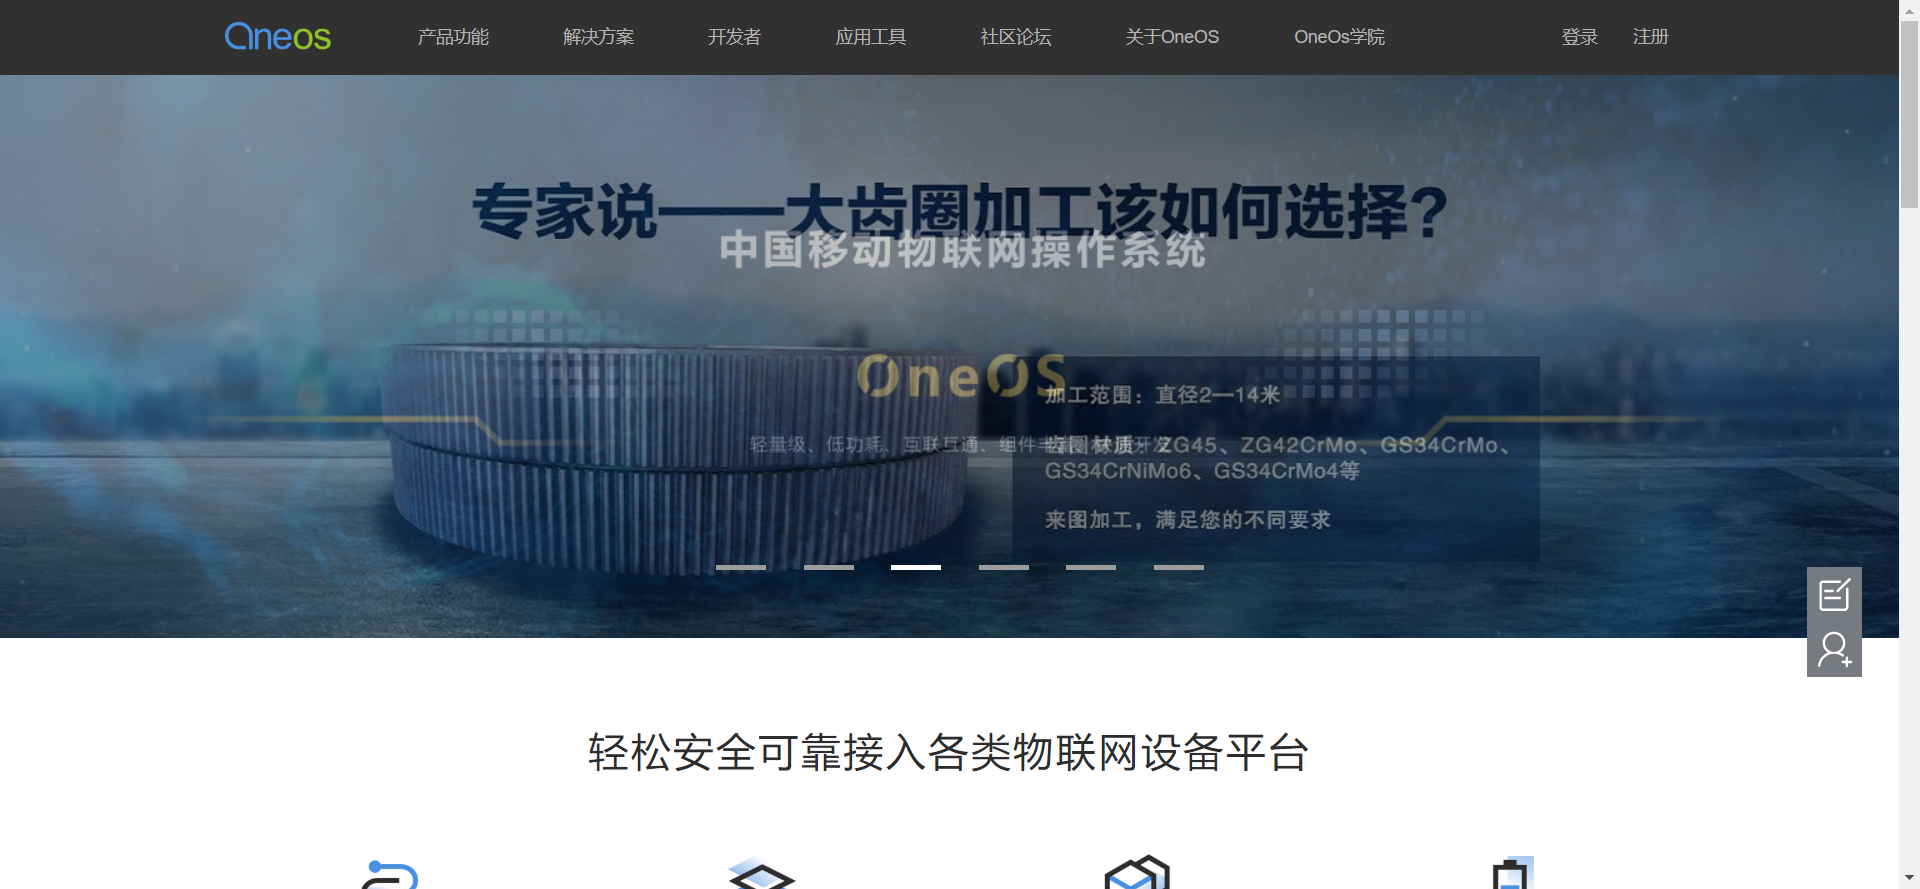 Oneos 产品功能 解决方案 开发者 应用工具 社区论坛 关于OneOS OneOs学院 登录 注册
专家说——大齿圈加工该如何选择?
中国移动物联网操作系统
OneOS
加工范围：直径2—14米
轻量级、低功耗、互联互通、组件丰
齿圈材质：ZG45、ZG42CrMo、GS34CrMo、
GS34CrNiMo6、GS34CrMo4等
来图加工，满足您的不同要求
轻松安全可靠接入各类物联网设备平台